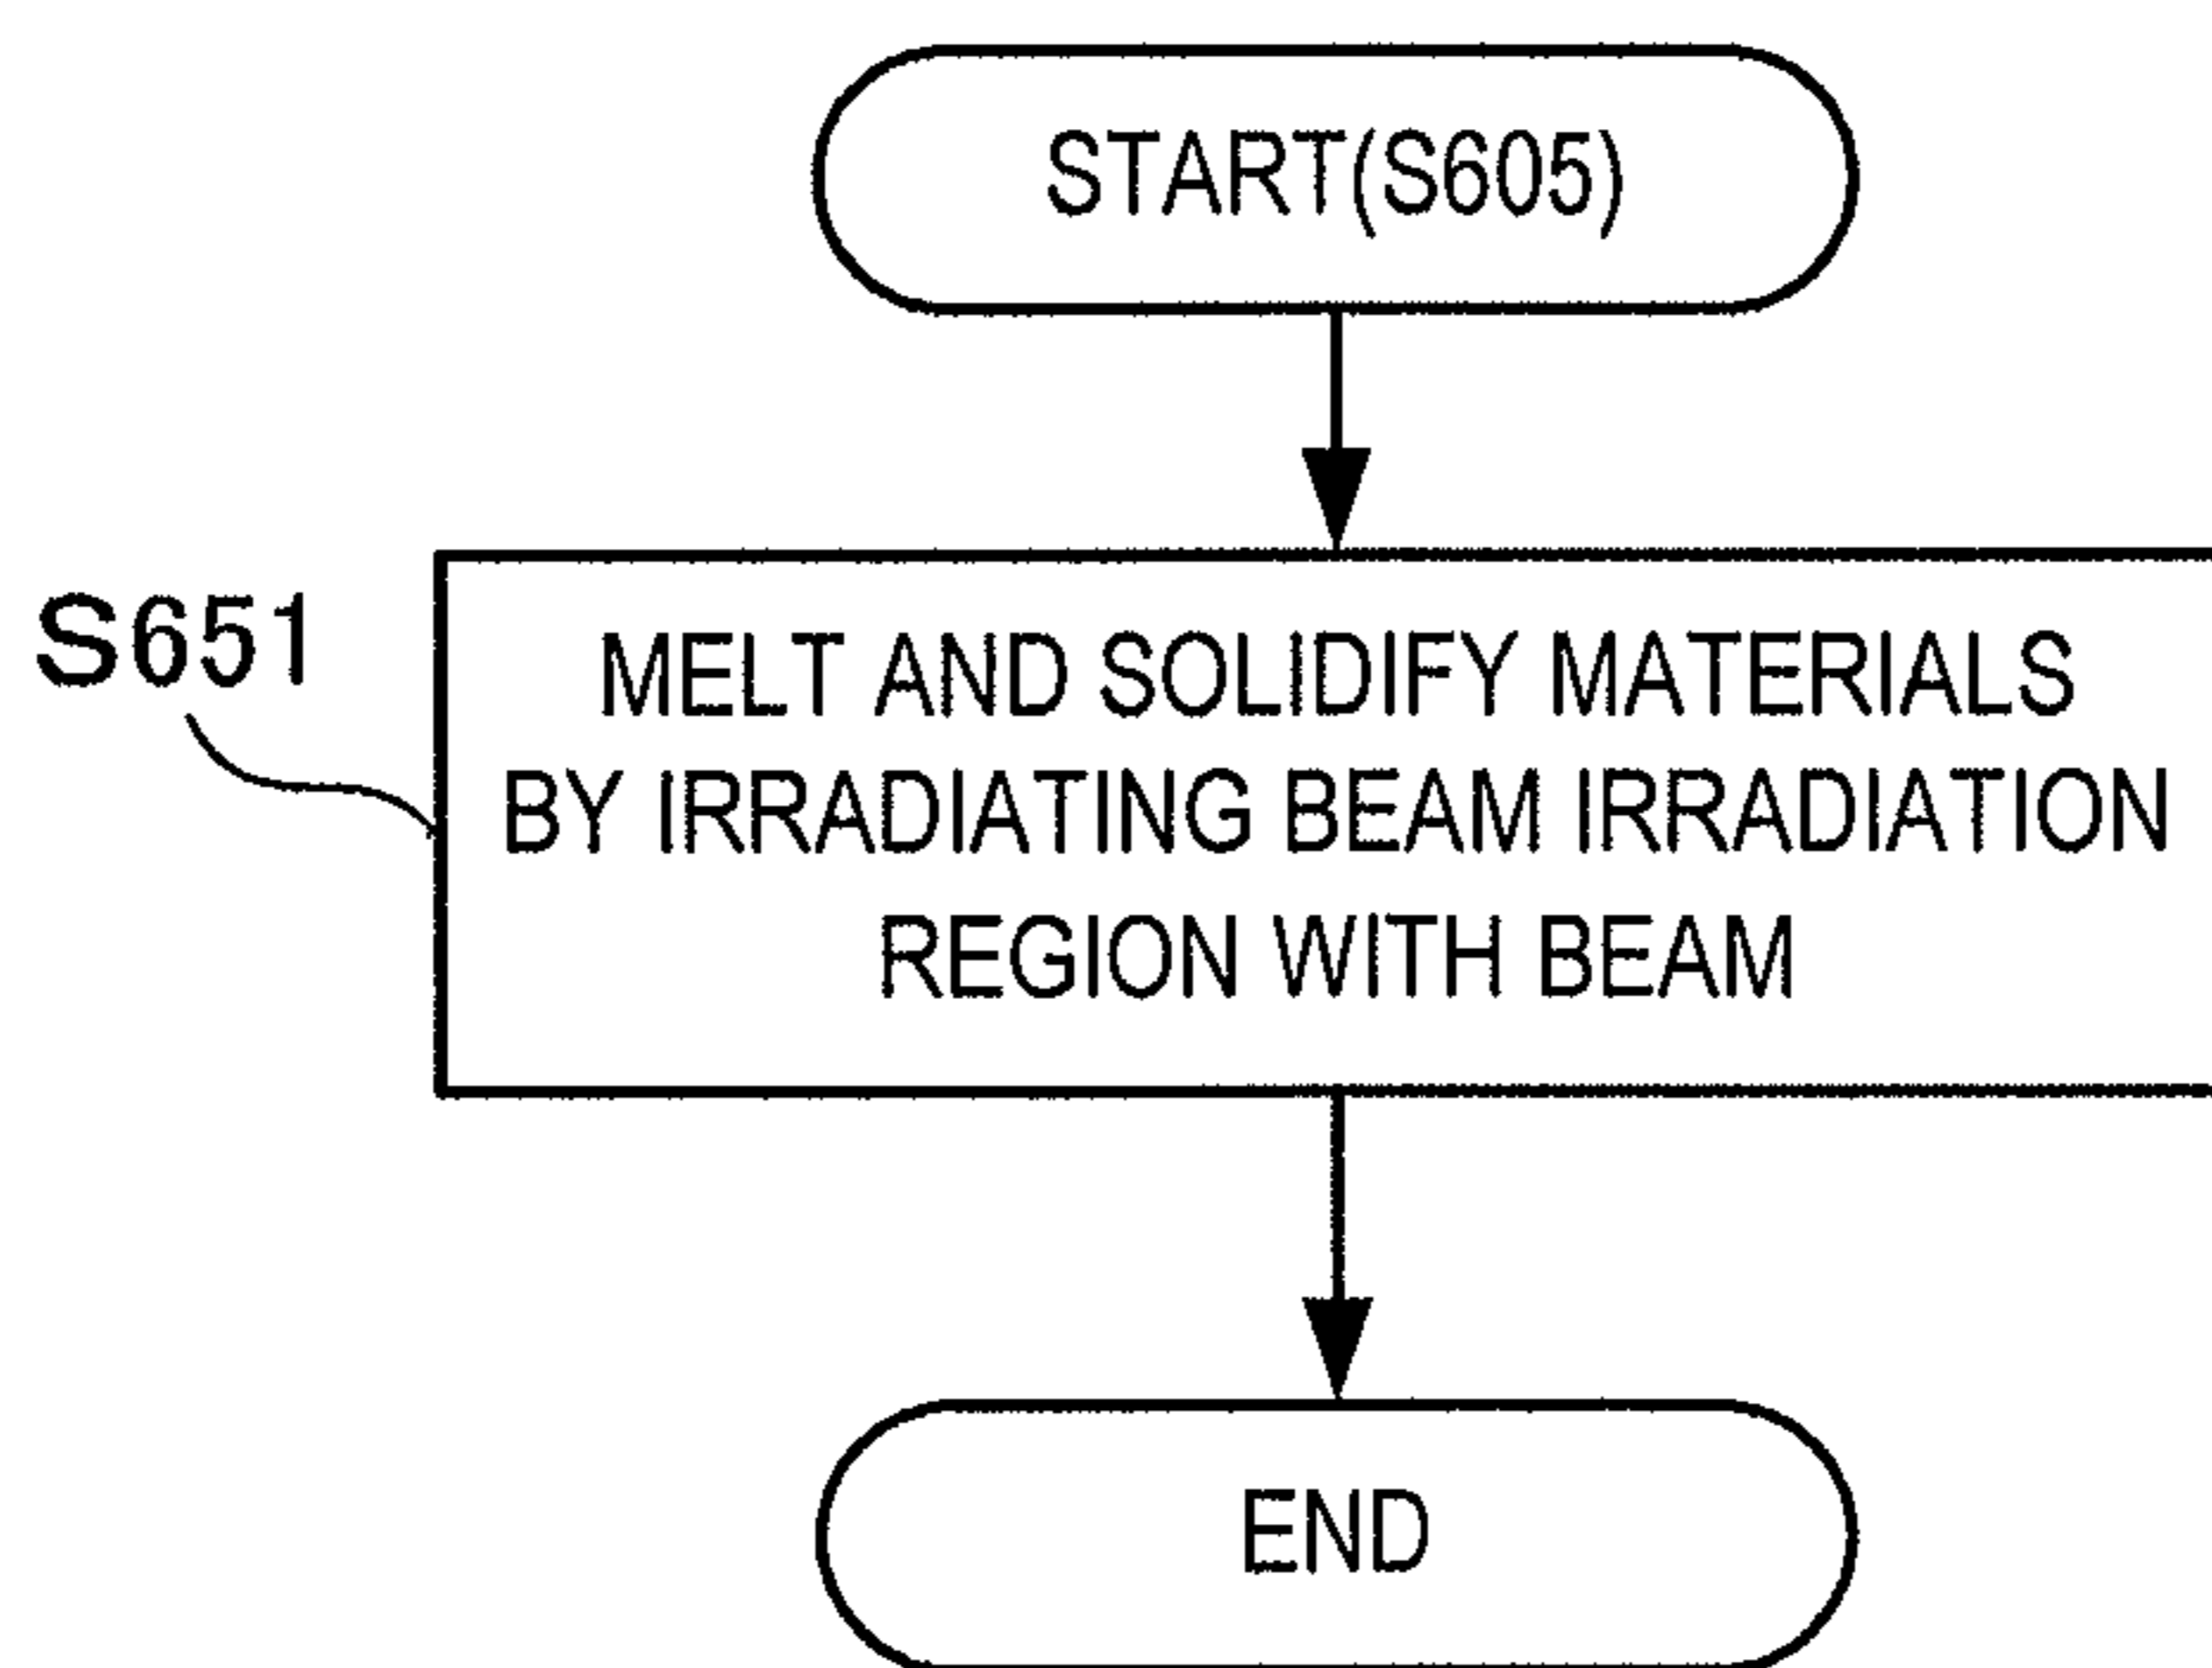 START(S605)
S651
MELT AND SOLIDIFY MATERIALS
BY IRRADIATING BEAM IRRADIATION
REGION WITH BEAM
END